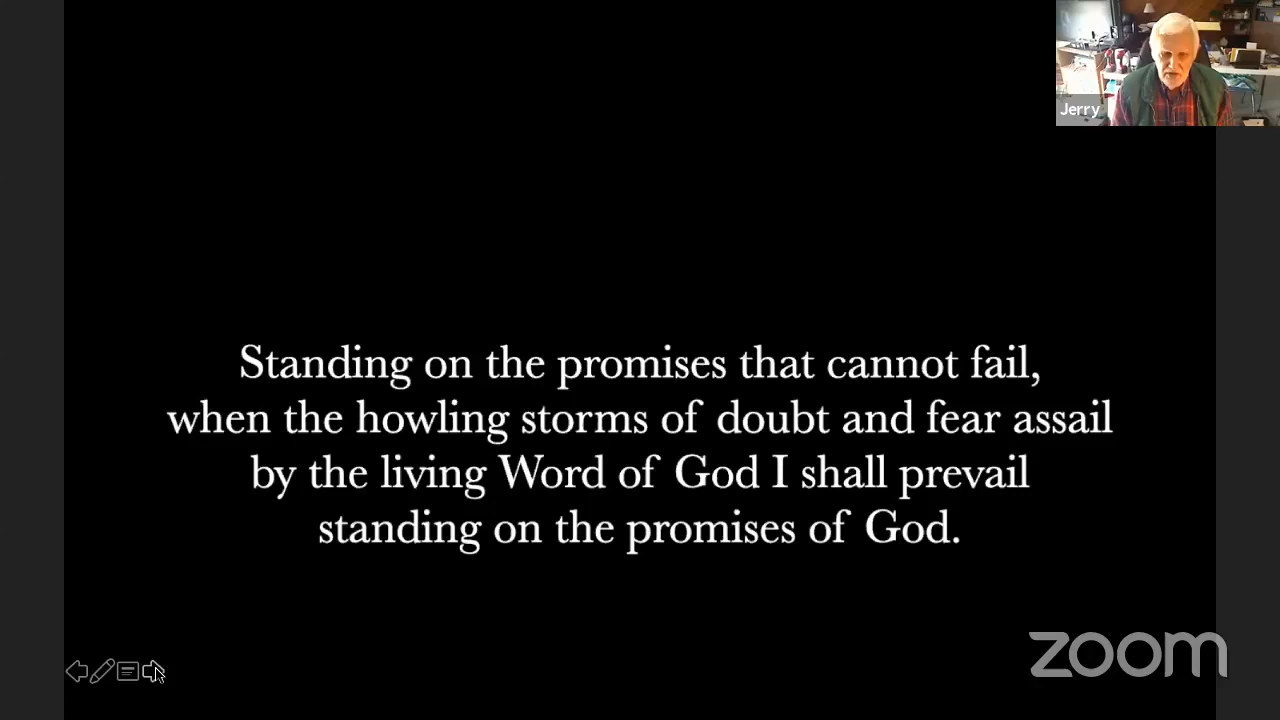 Jerry
Standing on the promises that cannot fail,
when the howling storms of doubt and fear assail
by the living Word of God I shall prevail
standing on the promises of God.
zoom